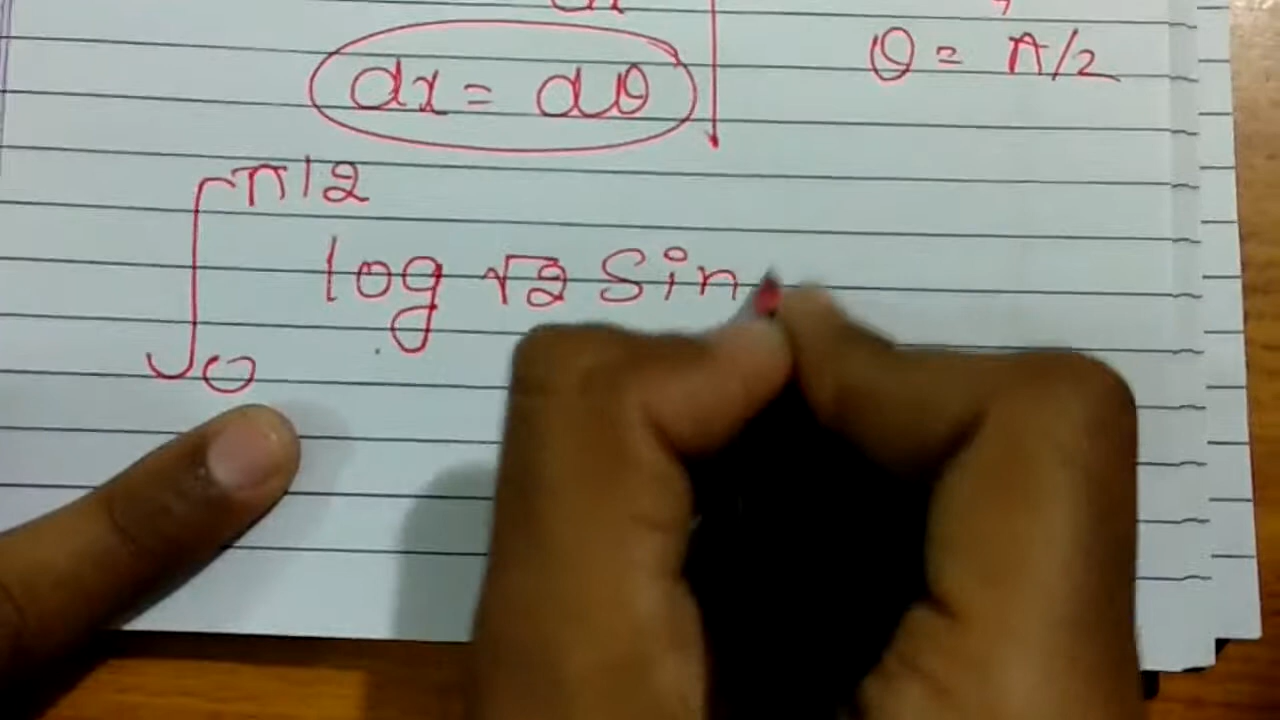 θ = π/2
dx = dθ
∫₀^π/2 log √2 Sin